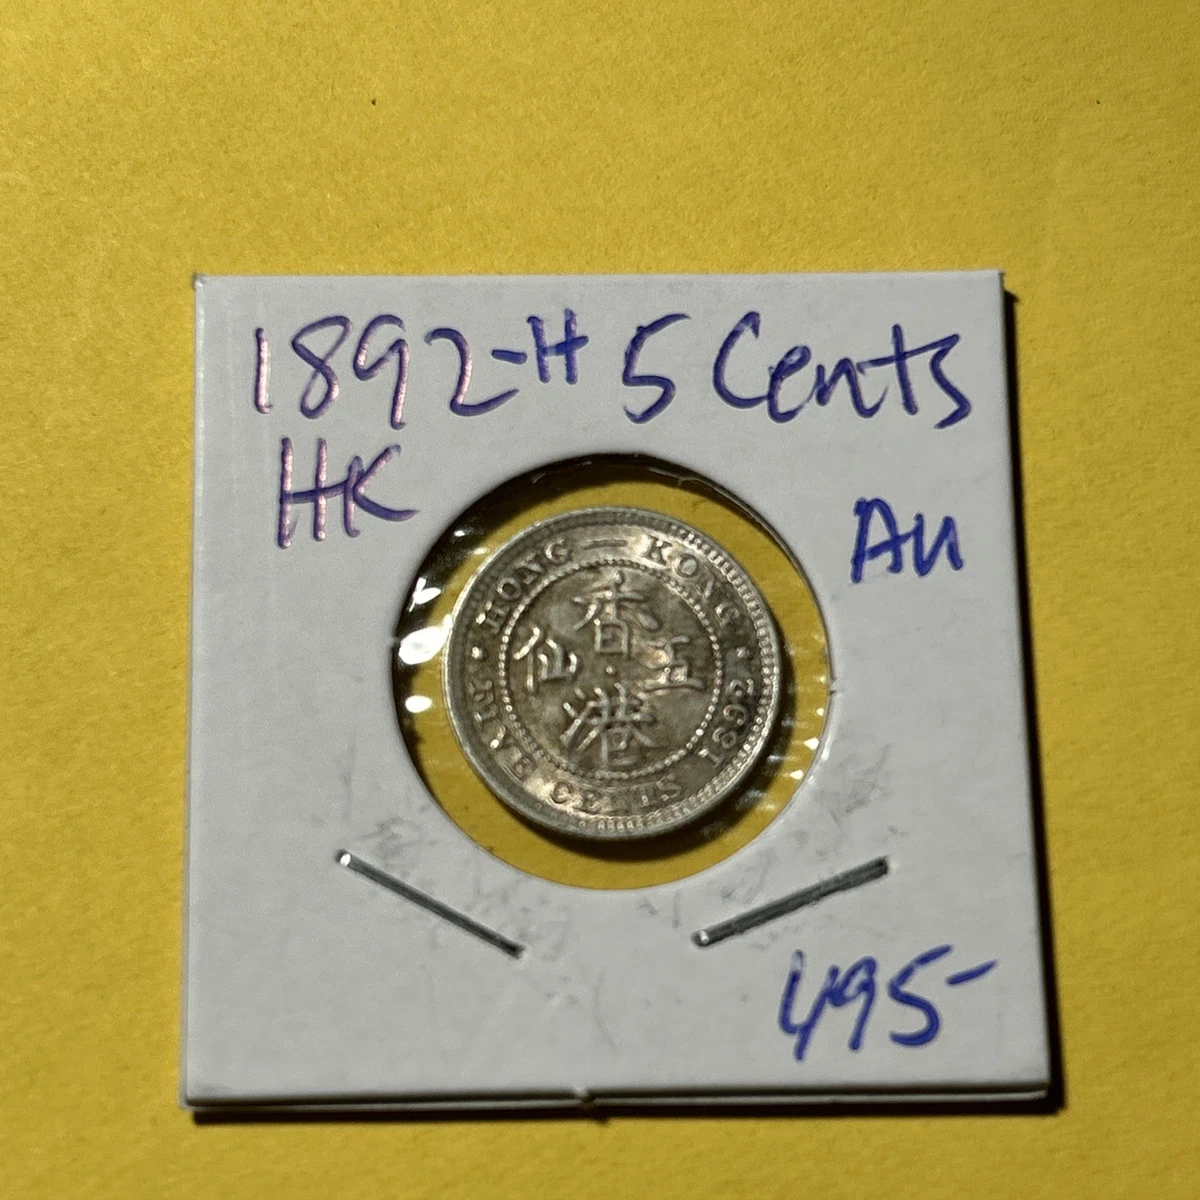 1892-H 5 Cents
HK
AU
HONG — KONG
香
仙 五
港
FIVE CENTS 1892
495-